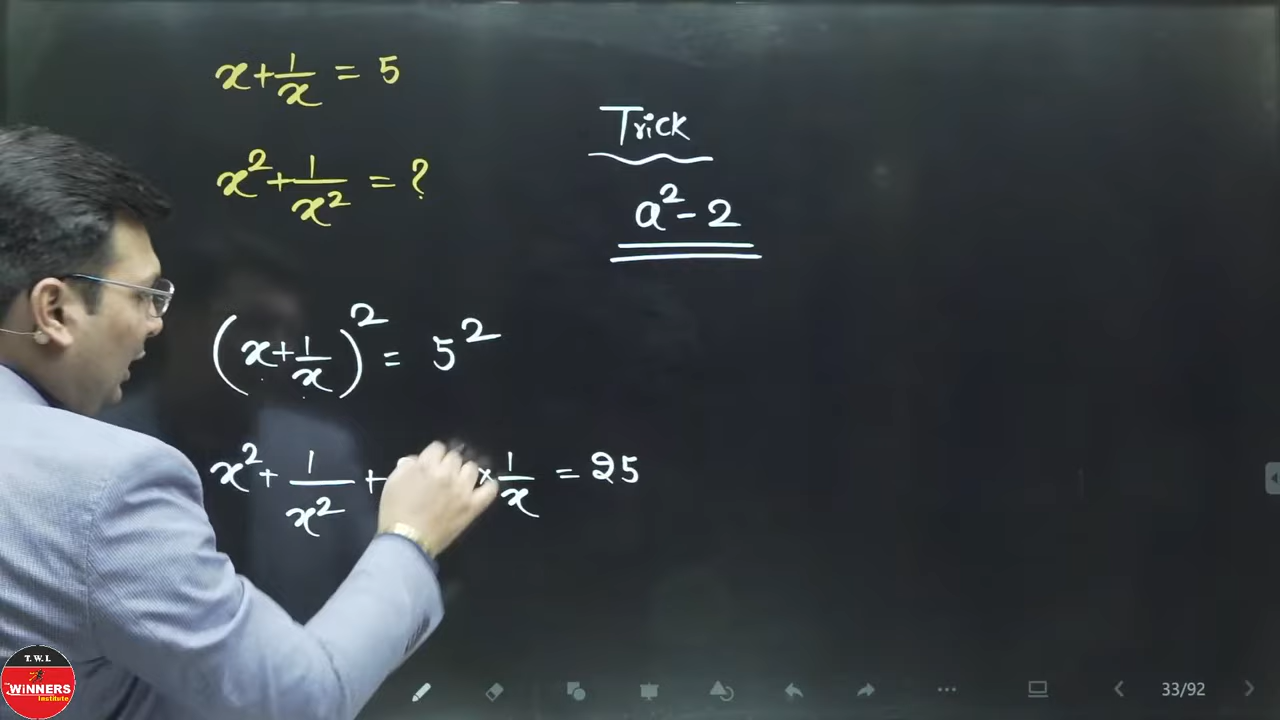 x + 1/x = 5
x² + 1/x² = ?
Trick
a² - 2
(x + 1/x)² = 5²
x² + 1/x² + × 1/x = 25
T.W.I.
WiNNERS
Institute
33/92